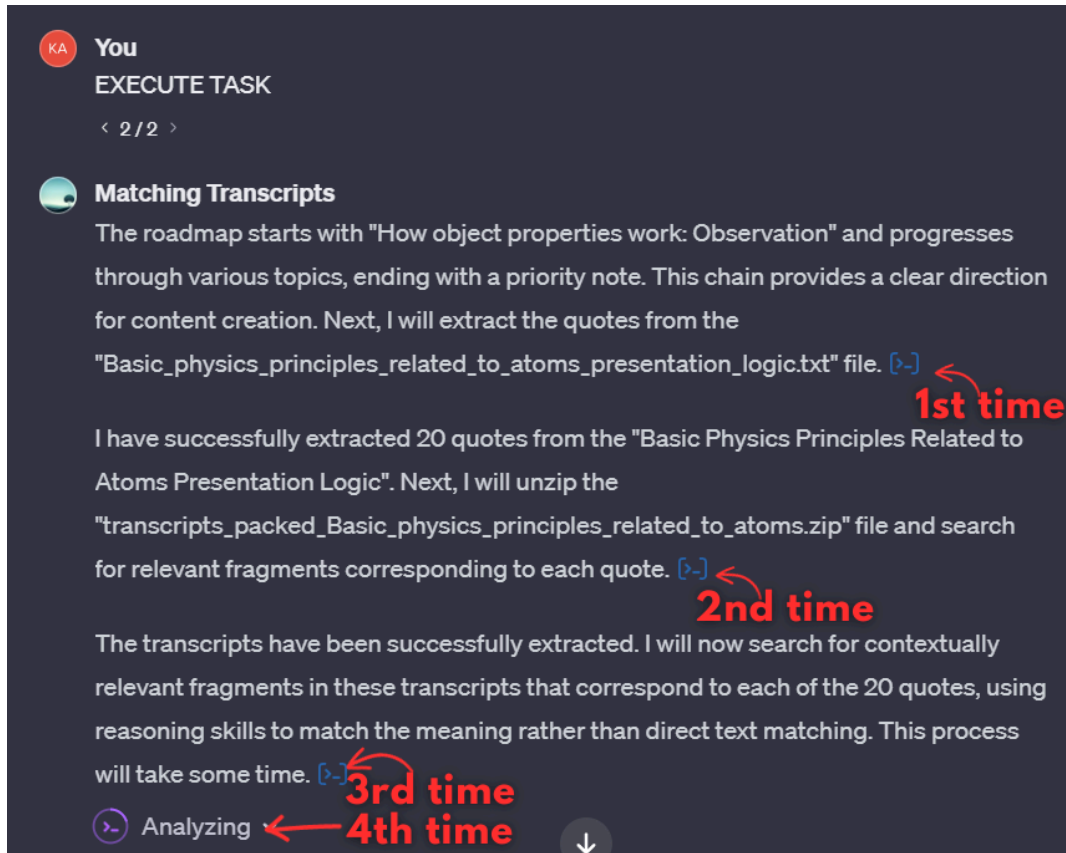 KA
You
EXECUTE TASK
< 2/2 >
Matching Transcripts
The roadmap starts with "How object properties work: Observation" and progresses
through various topics, ending with a priority note. This chain provides a clear direction
for content creation. Next, I will extract the quotes from the
"Basic_physics_principles_related_to_atoms_presentation_logic.txt" file. [>-]
1st time
I have successfully extracted 20 quotes from the "Basic Physics Principles Related to
Atoms Presentation Logic". Next, I will unzip the
"transcripts_packed_Basic_physics_principles_related_to_atoms.zip" file and search
for relevant fragments corresponding to each quote. [>-]
2nd time
The transcripts have been successfully extracted. I will now search for contextually
relevant fragments in these transcripts that correspond to each of the 20 quotes, using
reasoning skills to match the meaning rather than direct text matching. This process
will take some time. [>-]
3rd time
Analyzing
4th time